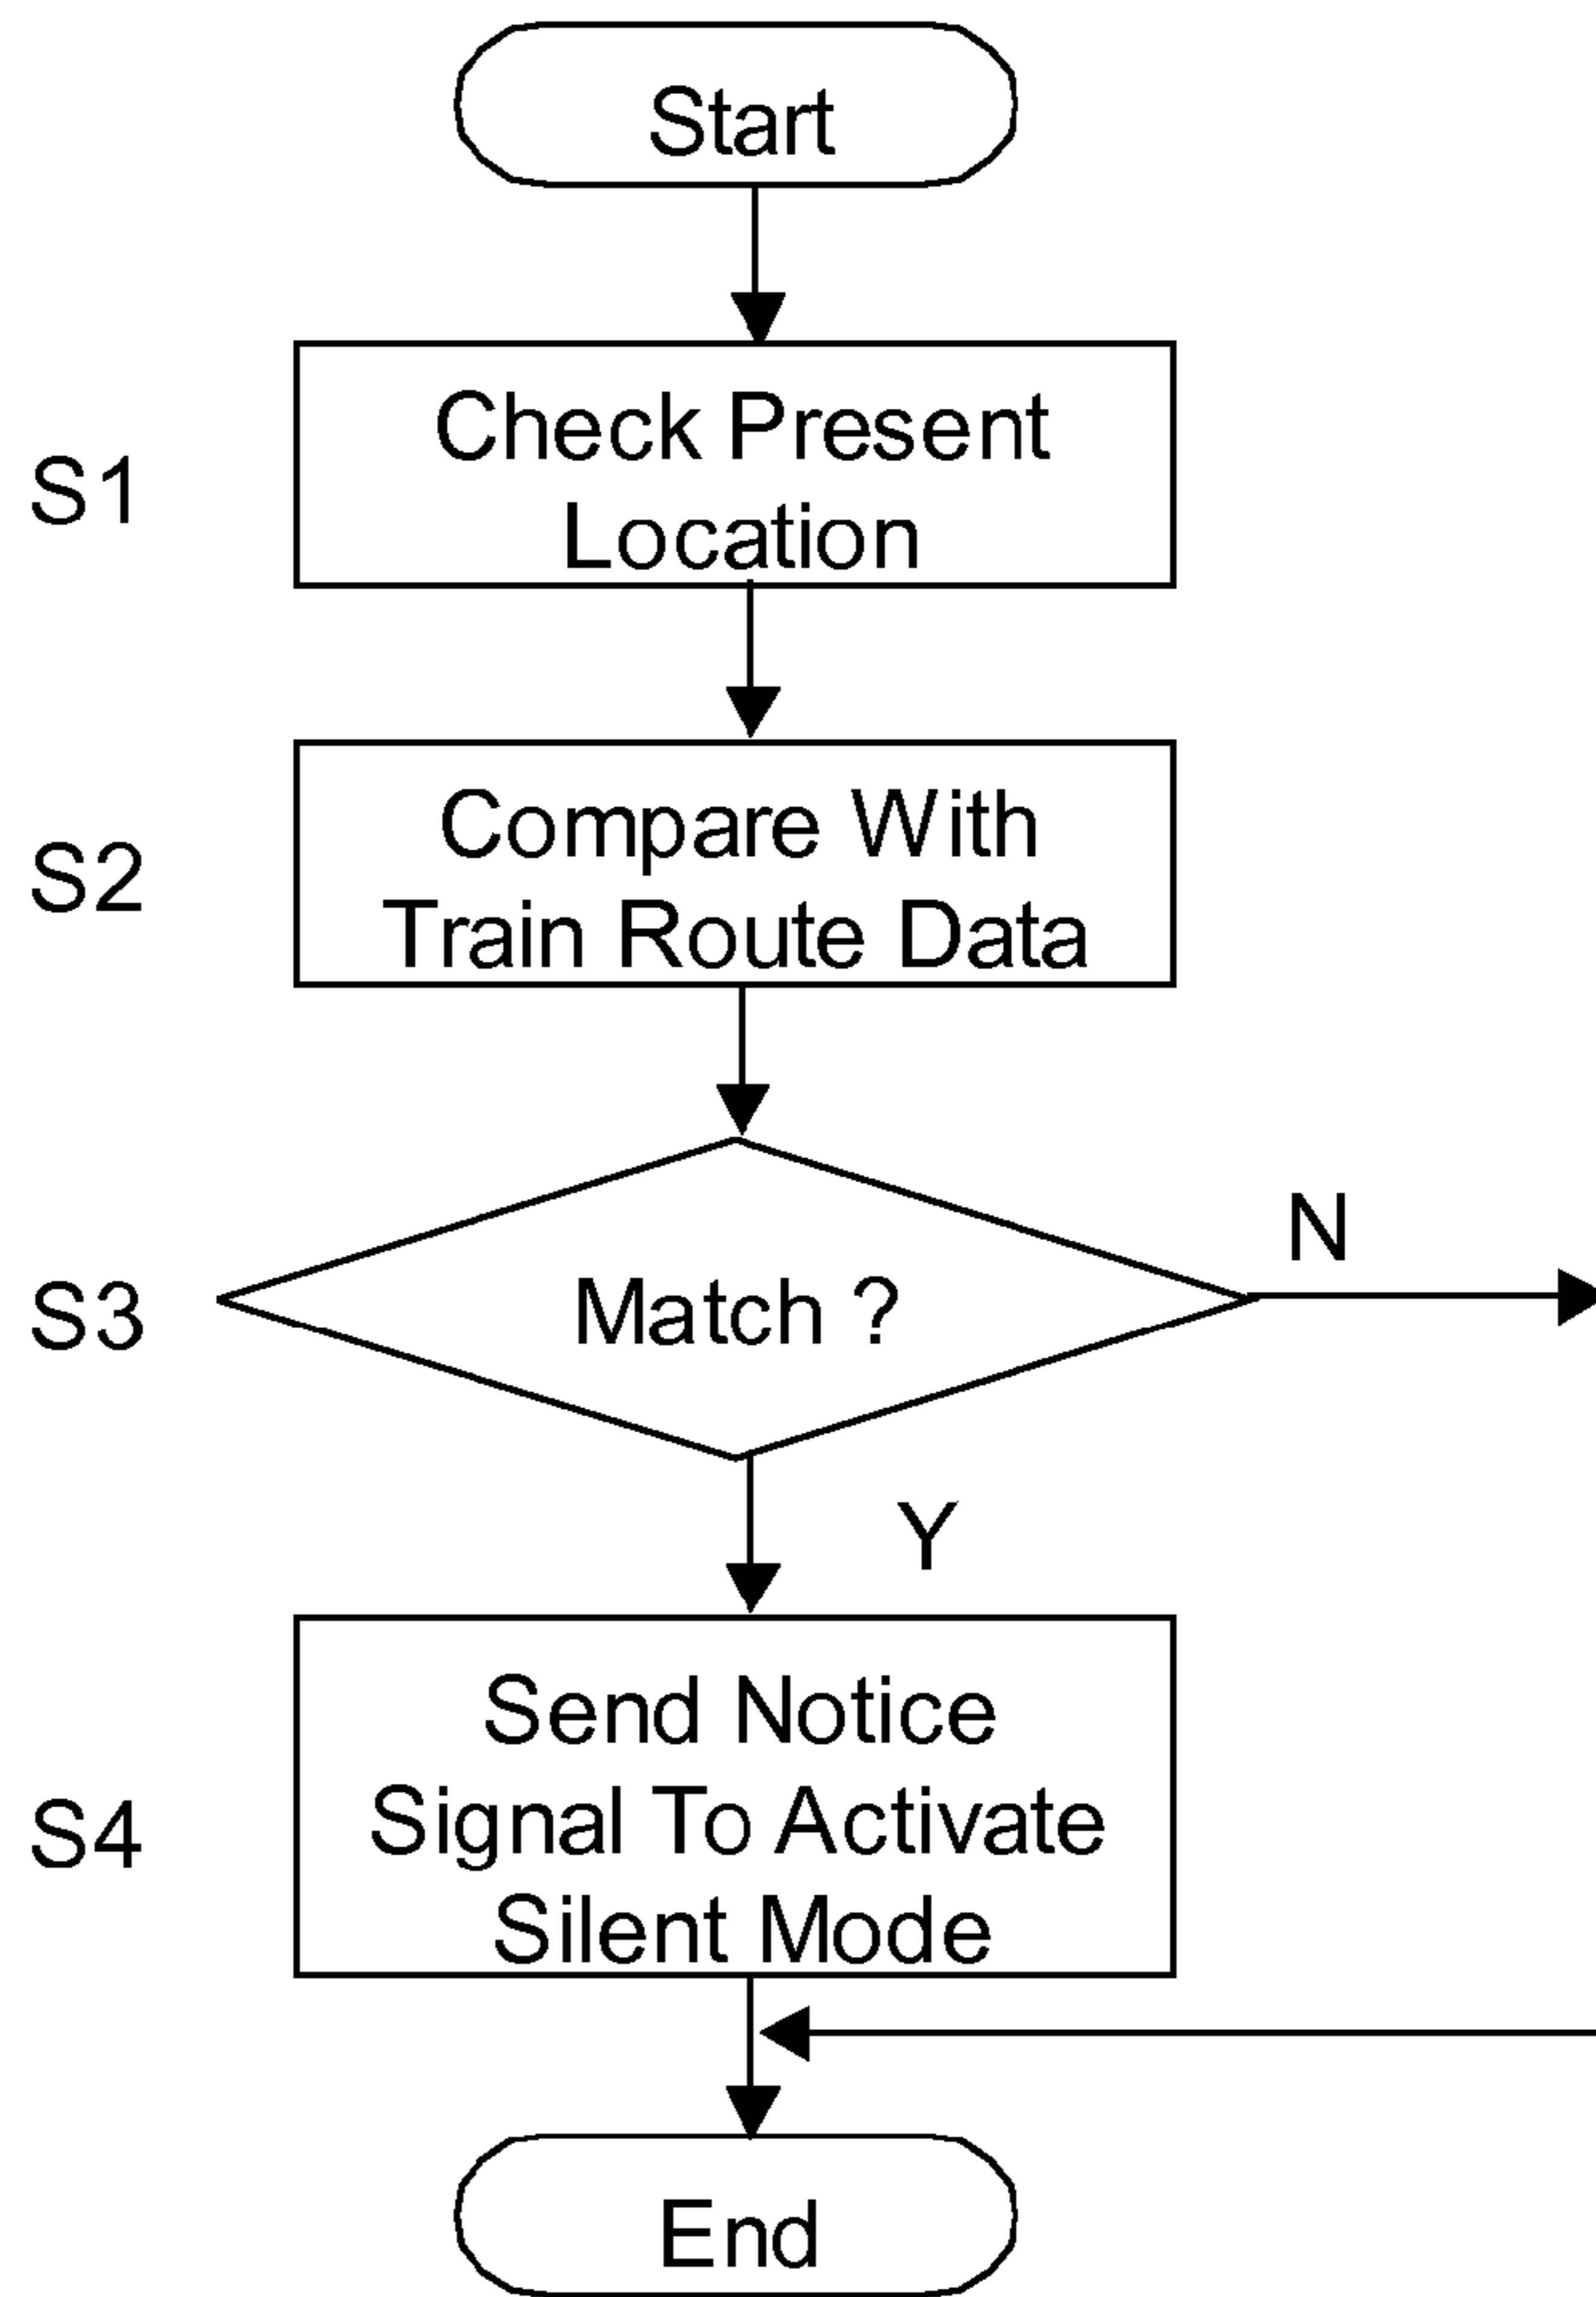 Start
S1
Check Present
Location
S2
Compare With
Train Route Data
S3
Match ?
N
Y
S4
Send Notice
Signal To Activate
Silent Mode
End